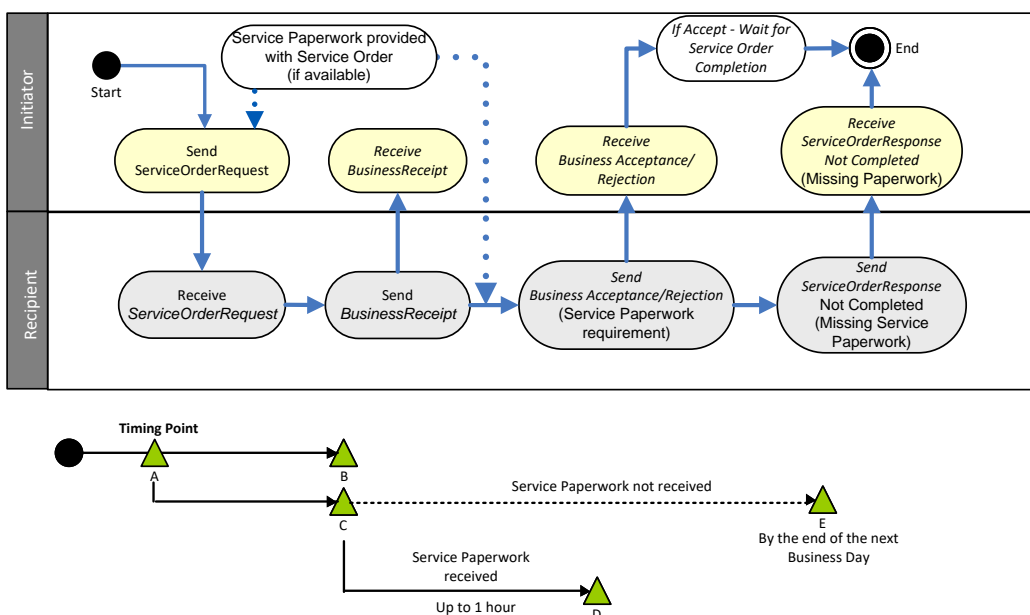 Initiator
Start
Service Paperwork provided
with Service Order
(if available)
If Accept - Wait for
Service Order
Completion
End
Send
ServiceOrderRequest
Receive
BusinessReceipt
Receive
Business Acceptance/
Rejection
Receive
ServiceOrderResponse
Not Completed
(Missing Paperwork)
Recipient
Receive
ServiceOrderRequest
Send
BusinessReceipt
Send
Business Acceptance/Rejection
(Service Paperwork
requirement)
Send
ServiceOrderResponse
Not Completed
(Missing Service
Paperwork)
Timing Point
A
B
C
Service Paperwork not received
E
By the end of the next
Business Day
Service Paperwork
received
Up to 1 hour
D